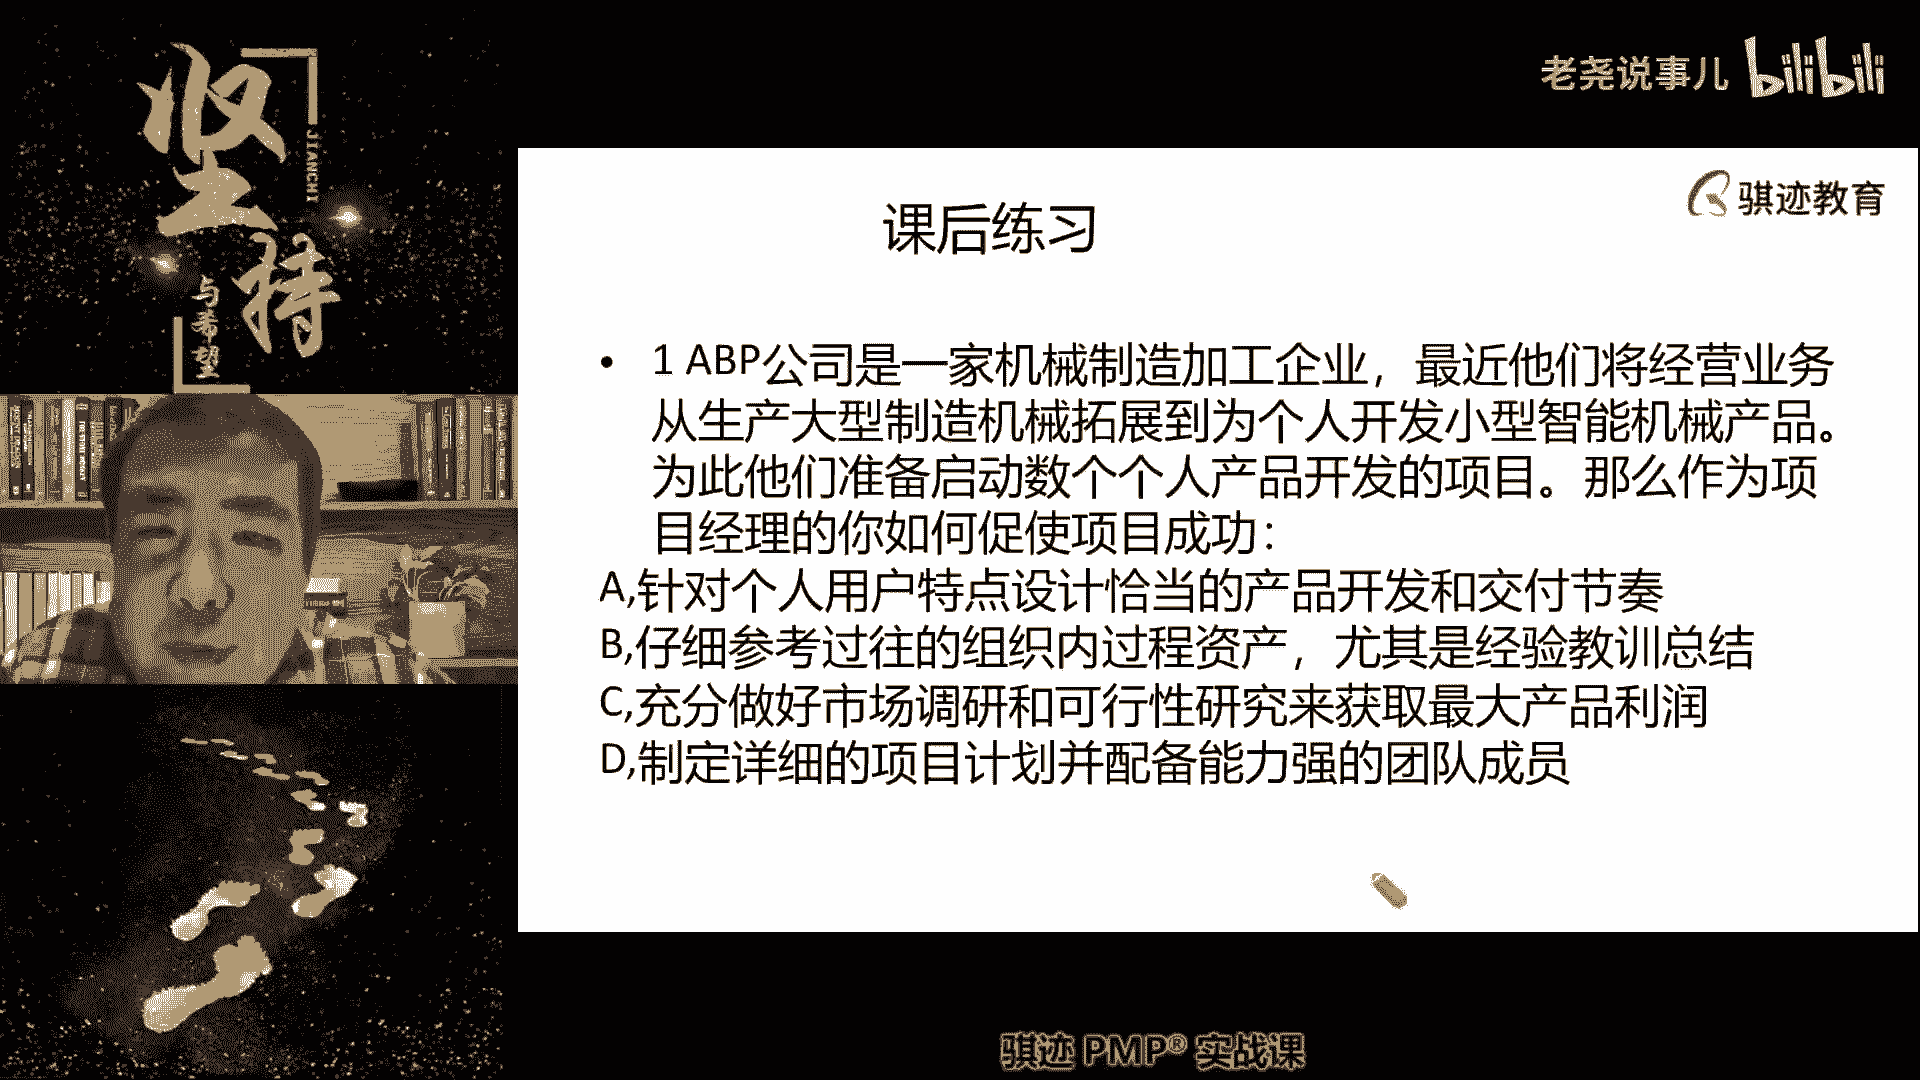 坚持
JIANCHI
与希望
老尧说事儿 bilibili
骐迹教育
课后练习
• 1 ABP公司是一家机械制造加工企业，最近他们将经营业务
从生产大型制造机械拓展到为个人开发小型智能机械产品。
为此他们准备启动数个个人产品开发的项目。那么作为项
目经理的你如何促使项目成功：
A,针对个人用户特点设计恰当的产品开发和交付节奏
B,仔细参考过往的组织内过程资产，尤其是经验教训总结
C,充分做好市场调研和可行性研究来获取最大产品利润
D,制定详细的项目计划并配备能力强的团队成员
骐迹 PMP® 实战课